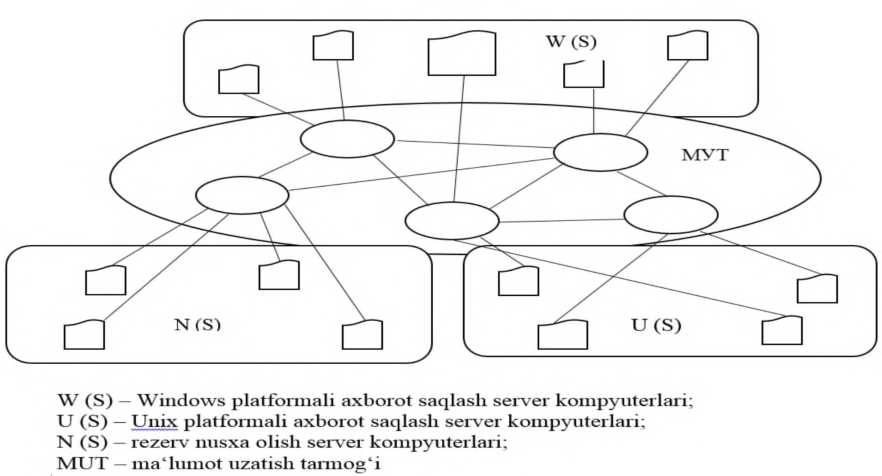 W (S)
МУТ
N (S)
U (S)
W (S) – Windows platformali axborot saqlash server kompyuterlari;
U (S) – Unix platformali axborot saqlash server kompyuterlari;
N (S) – rezerv nusxa olish server kompyuterlari;
MUT – ma‘lumot uzatish tarmog‘i